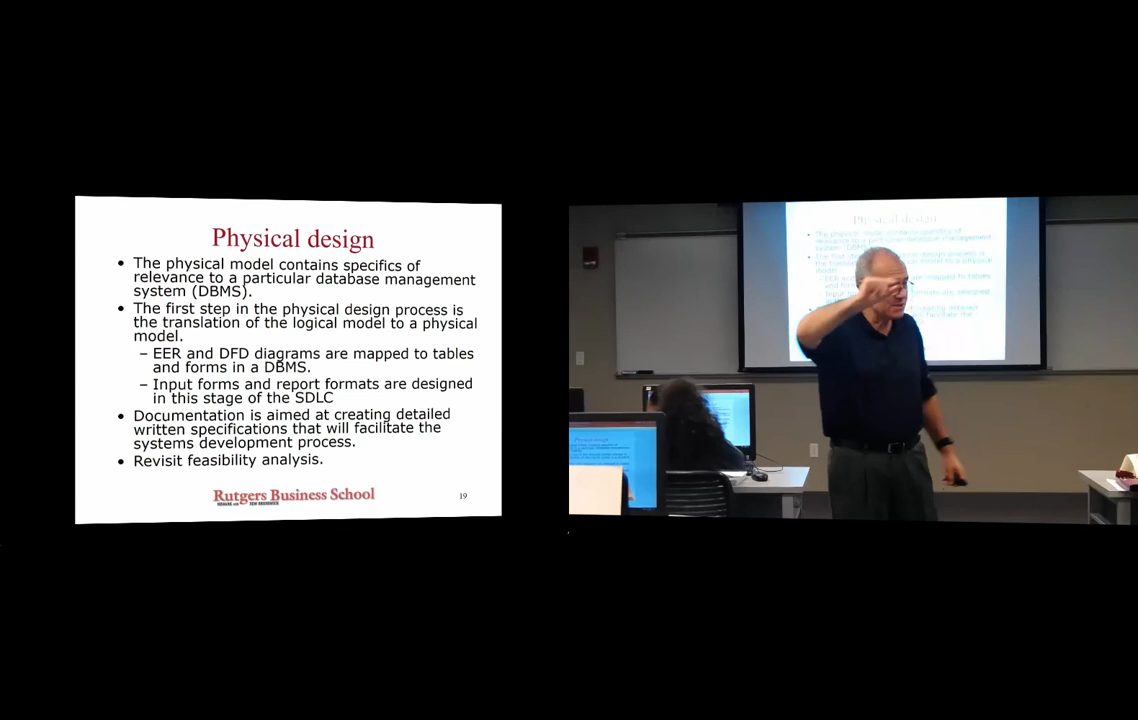 Physical design
• The physical model contains specifics of
relevance to a particular database management
system (DBMS).
• The first step in the physical design process is
the translation of the logical model to a physical
model.
– EER and DFD diagrams are mapped to tables
and forms in a DBMS.
– Input forms and report formats are designed
in this stage of the SDLC
• Documentation is aimed at creating detailed
written specifications that will facilitate the
systems development process.
• Revisit feasibility analysis.
Rutgers Business School
19
Physical design